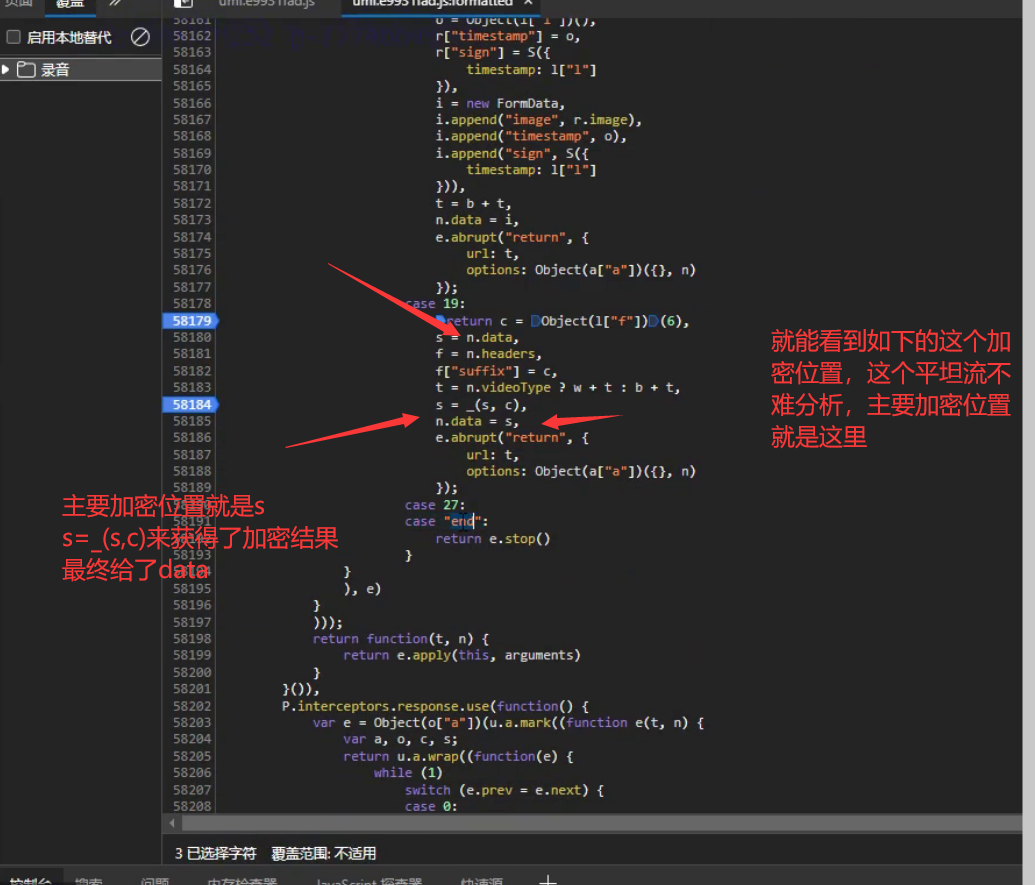 页面
覆盖
umi.e9931fad.js
umi.e9931fad.js:formatted ×
启用本地替代
录音
58161 b = Object(l["l"])(),
58162 r["timestamp"] = o,
58163 r["sign"] = S({
58164 timestamp: l["l"]
58165 }),
58166 i = new FormData,
58167 i.append("image", r.image),
58168 i.append("timestamp", o),
58169 i.append("sign", S({
58170 timestamp: l["l"]
58171 })),
58172 t = b + t,
58173 n.data = i,
58174 e.abrupt("return", {
58175 url: t,
58176 options: Object(a["a"])({}, n)
58177 });
58178 case 19:
58179 return c = Object(l["f"])(6),
58180 s = n.data,
58181 f = n.headers,
58182 f["suffix"] = c,
58183 t = n.videoType ? w + t : b + t,
58184 s = _(s, c),
58185 n.data = s,
58186 e.abrupt("return", {
58187 url: t,
58188 options: Object(a["a"])({}, n)
58189 });
case 27:
58191 case "end":
return e.stop()
58193 }
}
58195 ), e)
58196 }
58197 )));
58198 return function(t, n) {
58199 return e.apply(this, arguments)
58200 }
58201 }()),
58202 P.interceptors.response.use(function() {
58203 var e = Object(o["a"])(u.a.mark((function e(t, n) {
58204 var a, o, c, s;
58205 return u.a.wrap((function(e) {
58206 while (1)
58207 switch (e.prev = e.next) {
58208 case 0:
就能看到如下的这个加
密位置，这个平坦流不
难分析，主要加密位置
就是这里
主要加密位置就是s
s=_(s,c)来获得了加密结果
最终给了data
3 已选择字符 覆盖范围: 不适用
控制台 搜索 问题 内存检查器 JavaScript 探查器 快速源